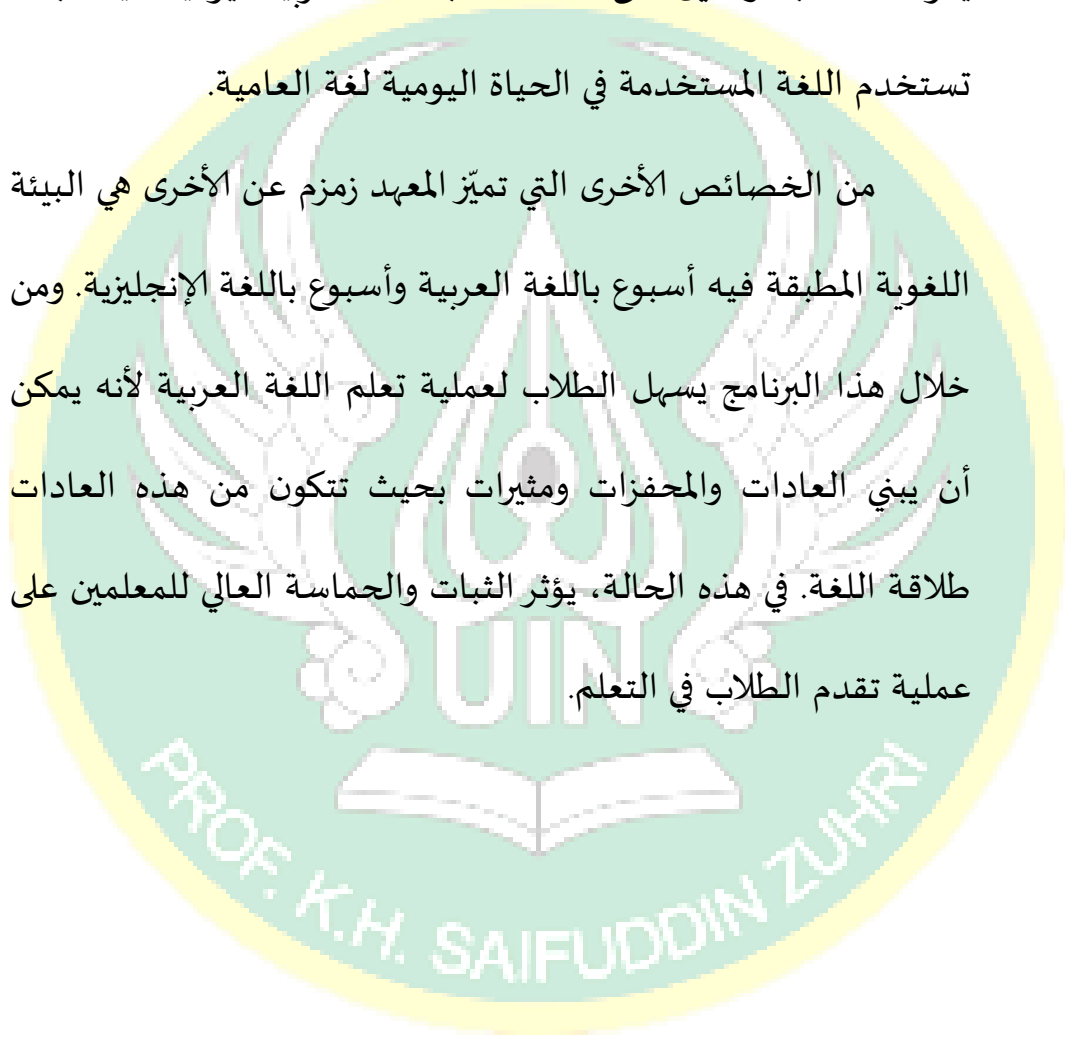 تستخدم اللغة المستخدمة في الحياة اليومية لغة العامية.
من الخصائص الأخرى التي تميّز المعهد زمزم عن الأخرى هي البيئة
اللغوية المطبقة فيه أسبوع باللغة العربية وأسبوع باللغة الإنجليزية. ومن
خلال هذا البرنامج يسهل الطلاب لعملية تعلم اللغة العربية لأنه يمكن
أن يبني العادات والمحفزات ومثيرات بحيث تتكون من هذه العادات
طلاقة اللغة. في هذه الحالة، يؤثر الثبات والحماسة العالي للمعلمين على
عملية تقدم الطلاب في التعلم.
UIN
PROF. K.H. SAIFUDDIN ZUHRI